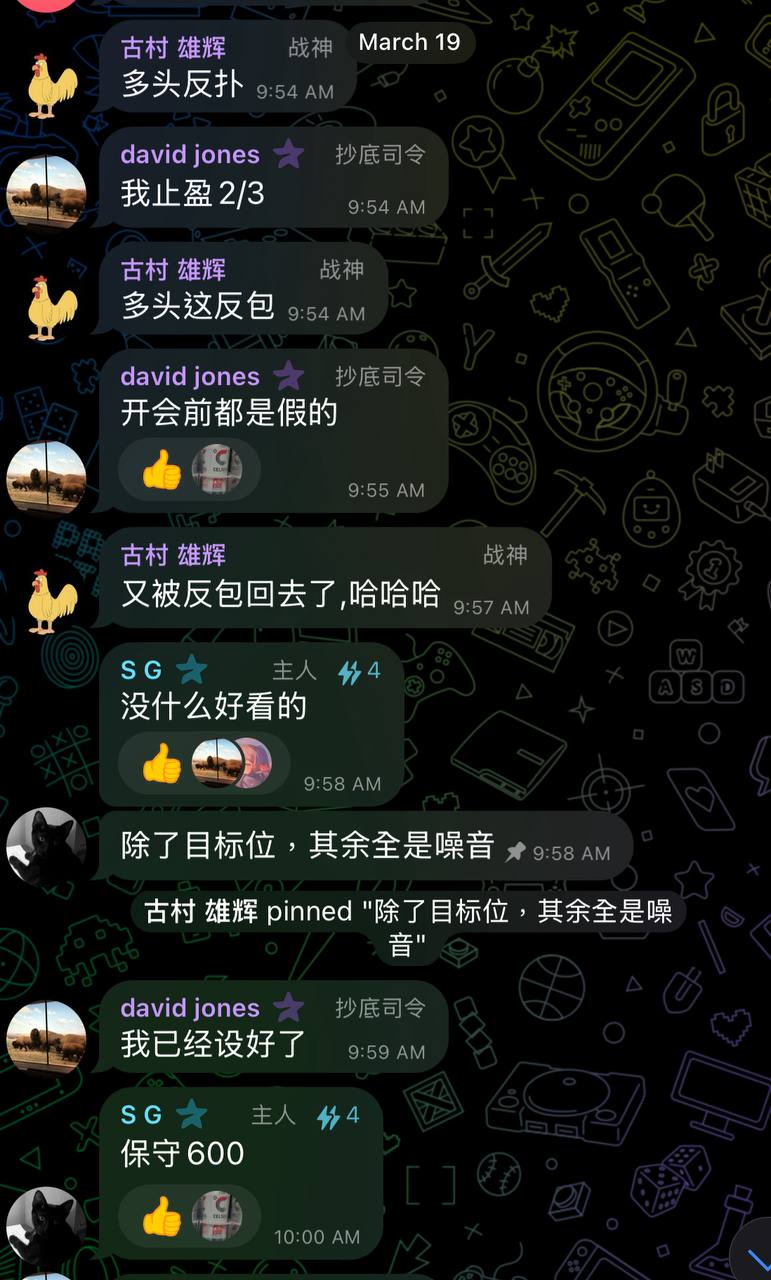 March 19
古村 雄辉 战神
多头反扑 9:54 AM
david jones 抄底司令
我止盈 2/3 9:54 AM
古村 雄辉 战神
多头这反包 9:54 AM
david jones 抄底司令
开会前都是假的
9:55 AM
古村 雄辉 战神
又被反包回去了,哈哈哈 9:57 AM
S G 主人 4
没什么好看的
9:58 AM
除了目标位，其余全是噪音 9:58 AM
古村 雄辉 pinned "除了目标位，其余全是噪
音"
david jones 抄底司令
我已经设好了 9:59 AM
S G 主人 4
保守 600
10:00 AM